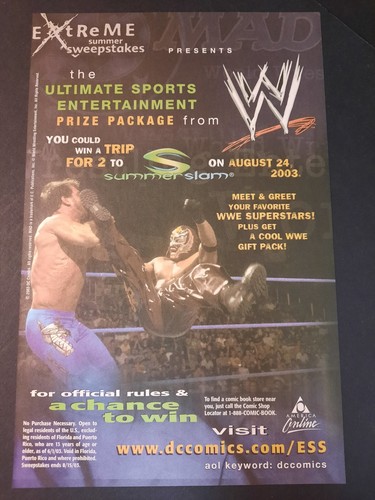 ExtReME
summer
sweepstakes
PRESENTS
MAD
the
ULTIMATE SPORTS
ENTERTAINMENT
PRIZE PACKAGE from
W
YOU COULD
WIN A TRIP
FOR 2 TO
S
summerslam®
ON AUGUST 24,
2003
MEET & GREET
YOUR FAVORITE
WWE SUPERSTARS!
PLUS GET
A COOL WWE
GIFT PACK!
for official rules &
a chance
to win
To find a comic book store near
you, just call the Comic Shop
Locator at 1-888-COMIC-BOOK.
AMERICA
Online
No Purchase Necessary. Open to
legal residents of the U.S., exclud-
ing residents of Florida and Puerto
Rico, who are 15 years of age or
older, as of 6/1/03. Void in Florida,
Puerto Rico and where prohibited.
Sweepstakes ends 8/15/03.
visit
www.dccomics.com/ESS
aol keyword: dccomics